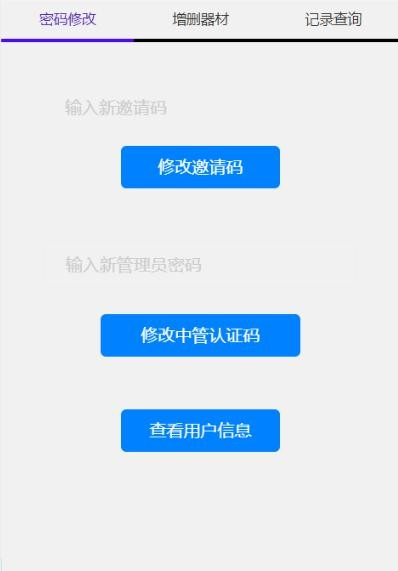 密码修改
增删器材
记录查询
输入新邀请码
修改邀请码
输入新管理员密码
修改中管认证码
查看用户信息